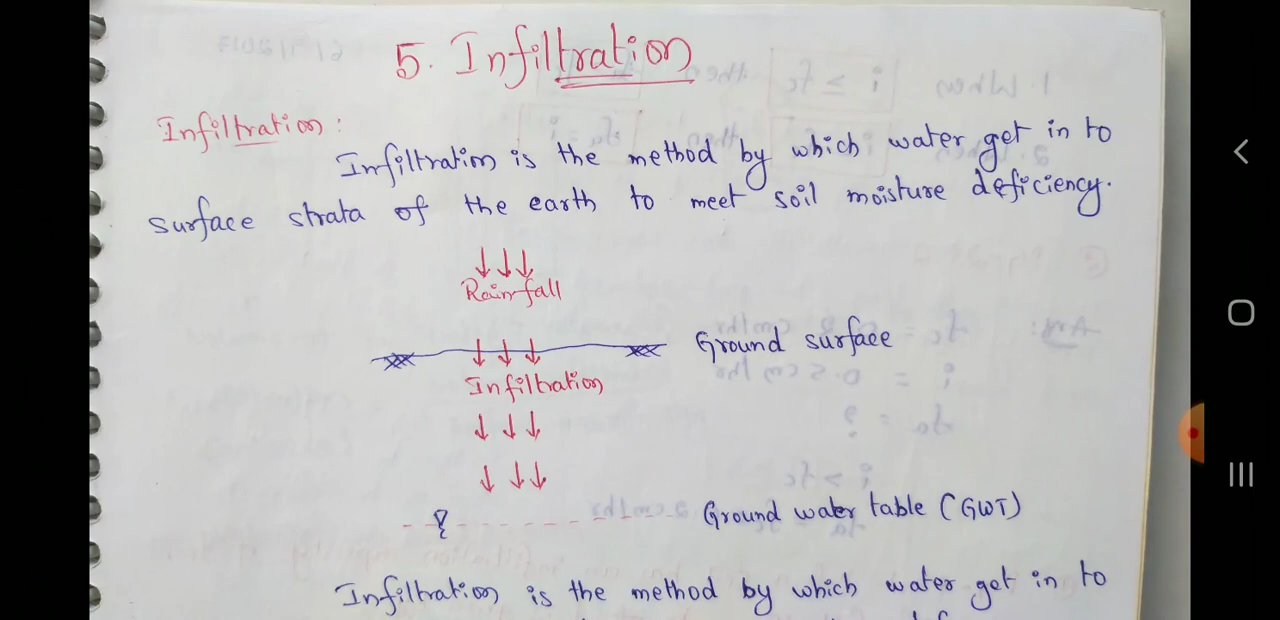 5. Infiltration
Infiltration:
Infiltration is the method by which water get in to
surface strata of the earth to meet soil moisture deficiency.
Rainfall
Ground surface
Infiltration
Ground water table (GWT)
Infiltration is the method by which water get in to